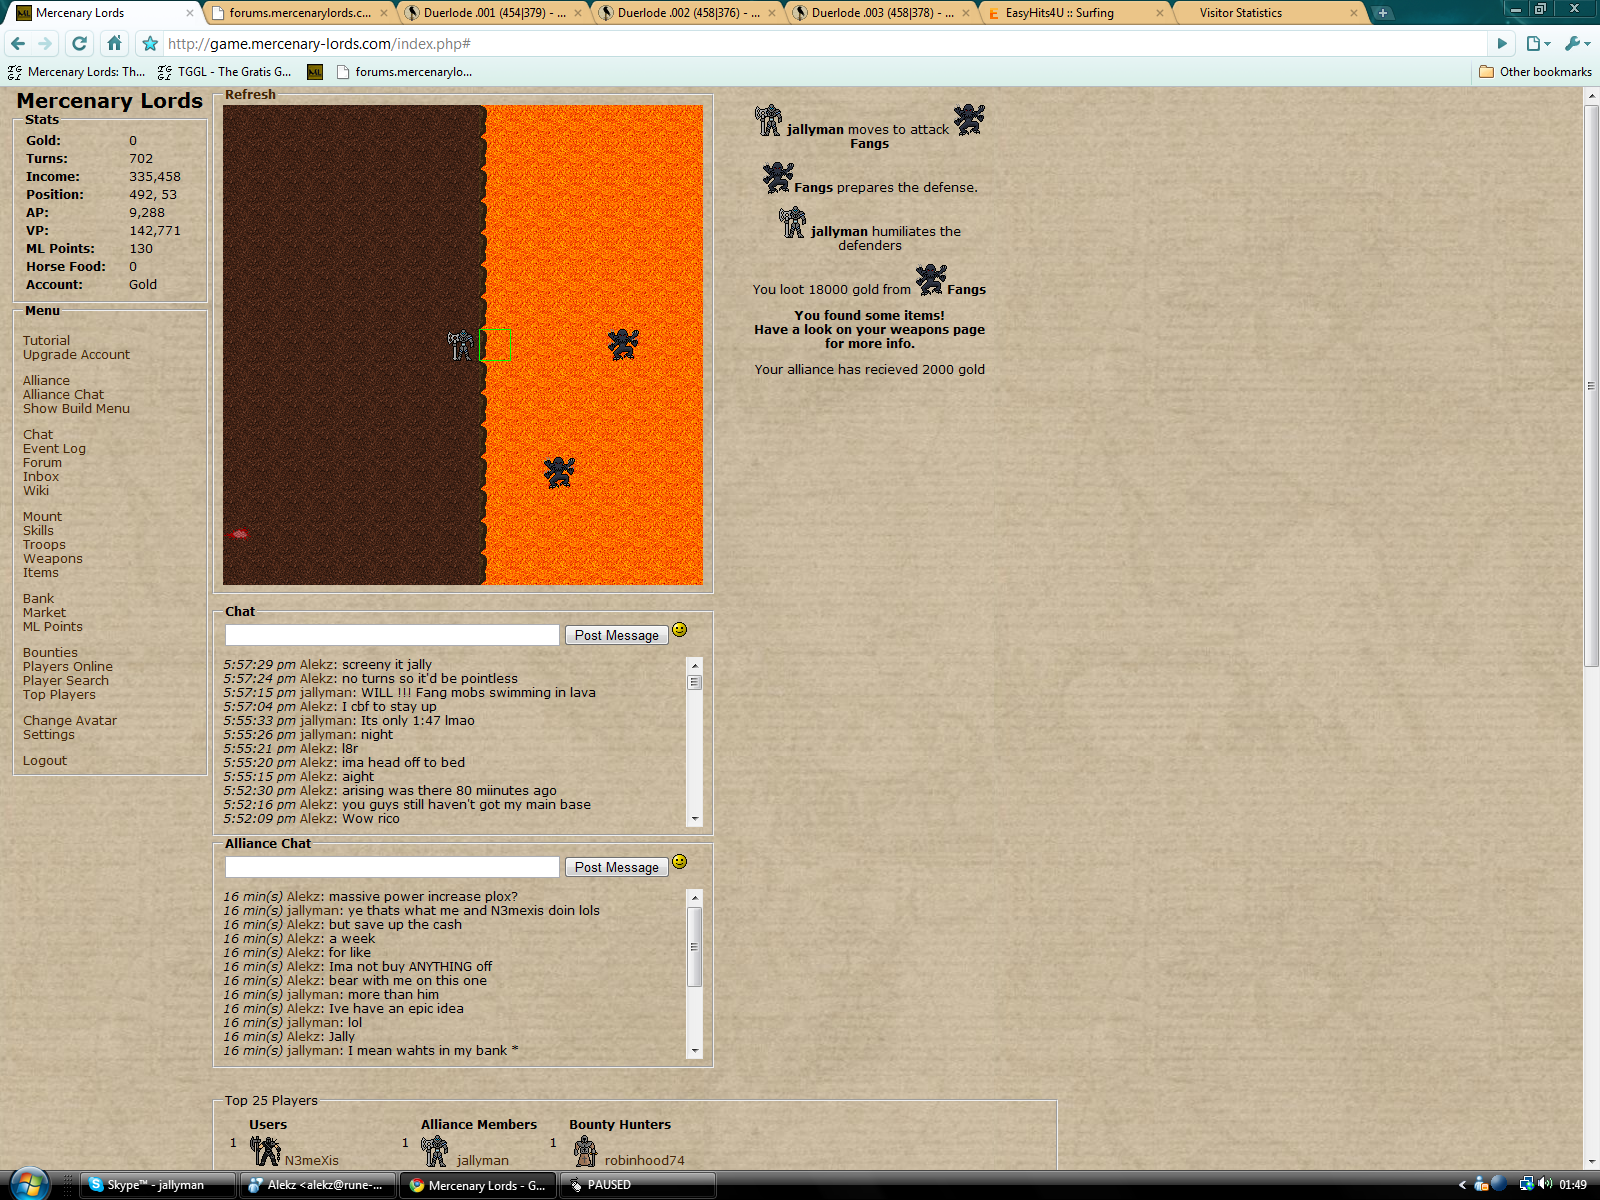 Mercenary Lords
forums.mercenarylords.c...
Duerlode .001 (454|379) - ...
Duerlode .002 (458|376) - ...
Duerlode .003 (458|378) - ...
EasyHits4U :: Surfing
Visitor Statistics
http://game.mercenary-lords.com/index.php#
Mercenary Lords: Th...
TGGL - The Gratis G...
ML
forumsmercenarylo...
Other bookmarks
Mercenary Lords
Stats
Gold: 0
Turns: 702
Income: 335,458
Position: 492, 53
AP: 9,288
VP: 142,771
ML Points: 130
Horse Food: 0
Account: Gold
Menu
Tutorial
Upgrade Account
Alliance
Alliance Chat
Show Build Menu
Chat
Event Log
Forum
Inbox
Wiki
Mount
Skills
Troops
Weapons
Items
Bank
Market
ML Points
Bounties
Players Online
Player Search
Top Players
Change Avatar
Settings
Logout
Refresh
jallyman moves to attack
Fangs
Fangs prepares the defense.
jallyman humiliates the
defenders
You loot 18000 gold from Fangs
You found some items!
Have a look on your weapons page
for more info.
Your alliance has recieved 2000 gold
Chat
Post Message
5:57:29 pm Alekz: screeny it jally
5:57:24 pm Alekz: no turns so it'd be pointless
5:57:15 pm jallyman: WILL !!! Fang mobs swimming in lava
5:57:04 pm Alekz: I cbf to stay up
5:55:33 pm jallyman: Its only 1:47 lmao
5:55:26 pm jallyman: night
5:55:21 pm Alekz: l8r
5:55:20 pm Alekz: ima head off to bed
5:55:15 pm Alekz: aight
5:52:30 pm Alekz: arising was there 80 miinutes ago
5:52:16 pm Alekz: you guys still haven't got my main base
5:52:09 pm Alekz: Wow rico
Alliance Chat
Post Message
16 min(s) Alekz: massive power increase plox?
16 min(s) jallyman: ye thats what me and N3mexis doin lols
16 min(s) Alekz: but save up the cash
16 min(s) Alekz: a week
16 min(s) Alekz: for like
16 min(s) Alekz: Ima not buy ANYTHING off
16 min(s) Alekz: bear with me on this one
16 min(s) jallyman: more than him
16 min(s) Alekz: Ive have an epic idea
16 min(s) jallyman: lol
16 min(s) Alekz: Jally
16 min(s) jallyman: I mean wahts in my bank *
Top 25 Players
Users Alliance Members Bounty Hunters
1 N3meXis 1 jallyman 1 robinhood74
Skype™ - jallyman
Alekz <alekz@rune-...
Mercenary Lords - G...
PAUSED
01:49